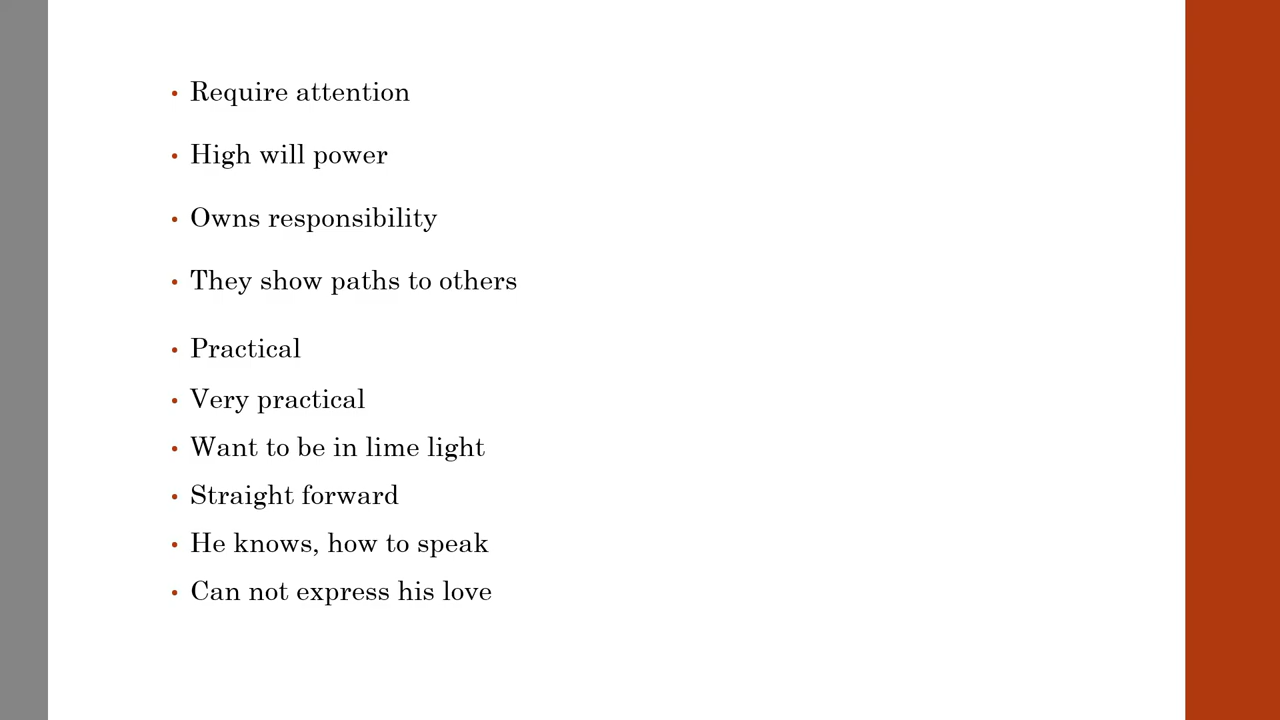 • Require attention
• High will power
• Owns responsibility
• They show paths to others
• Practical
• Very practical
• Want to be in lime light
• Straight forward
• He knows, how to speak
• Can not express his love